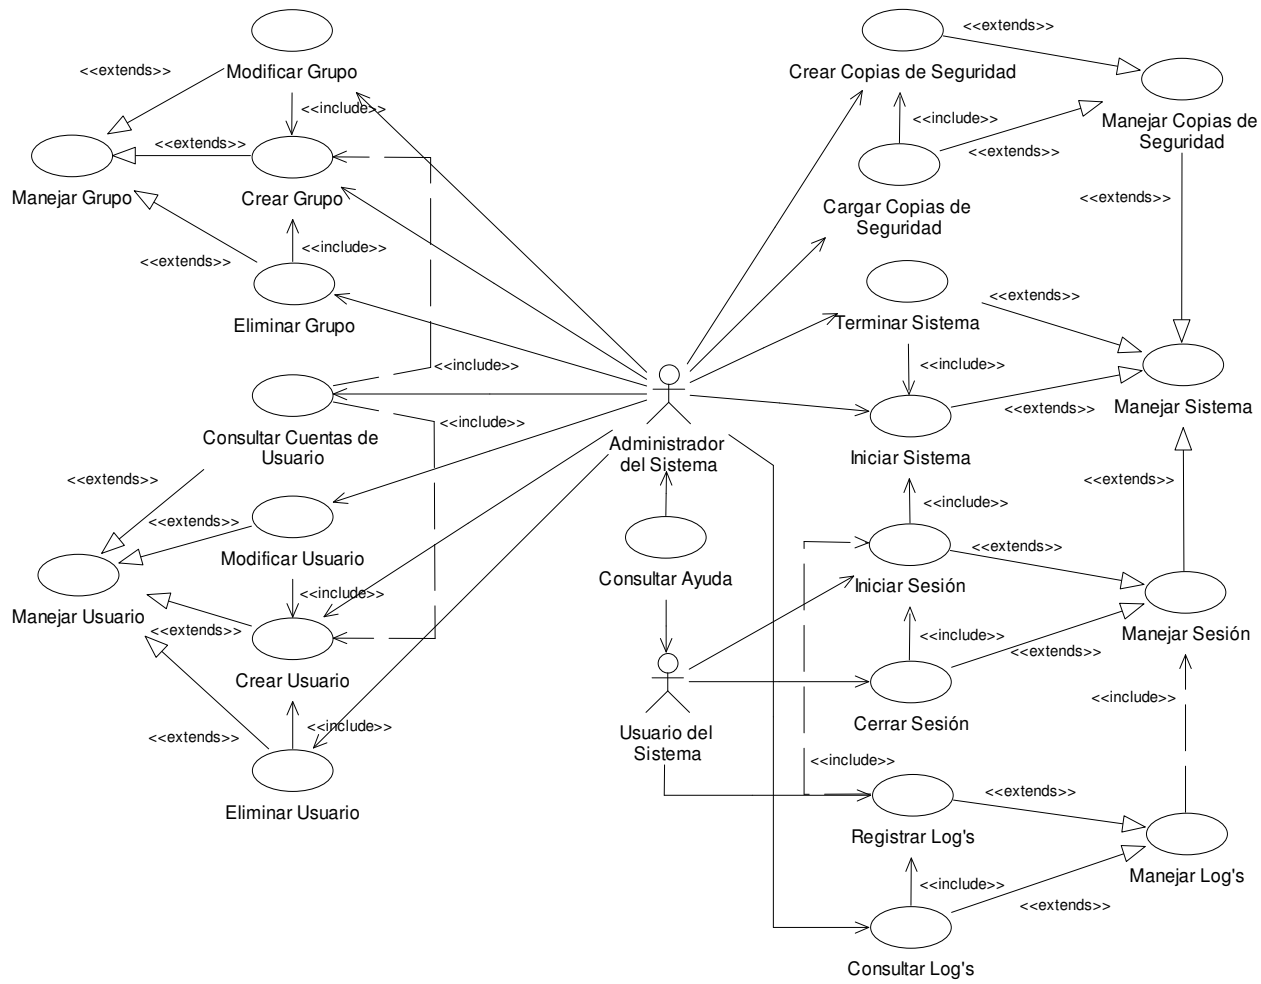 <<extends>>
Modificar Grupo
<<include>>
<<extends>>
Manejar Grupo
Crear Grupo
<<include>>
<<extends>>
Eliminar Grupo
<<include>>
Consultar Cuentas de
Usuario
<<include>>
<<extends>>
<<extends>>
Modificar Usuario
<<include>>
Manejar Usuario
<<extends>>
Crear Usuario
<<include>>
<<extends>>
Eliminar Usuario
Administrador
del Sistema
Consultar Ayuda
Usuario del
Sistema
<<extends>>
Crear Copias de Seguridad
<<include>>
<<extends>>
Manejar Copias de
Seguridad
Cargar Copias de
Seguridad
<<extends>>
<<extends>>
Terminar Sistema
<<include>>
<<extends>>
Manejar Sistema
Iniciar Sistema
<<extends>>
<<include>>
<<extends>>
Iniciar Sesión
<<include>>
<<extends>>
Manejar Sesión
Cerrar Sesión
<<include>>
<<include>>
<<extends>>
Registrar Log's
Manejar Log's
<<include>>
<<extends>>
Consultar Log's